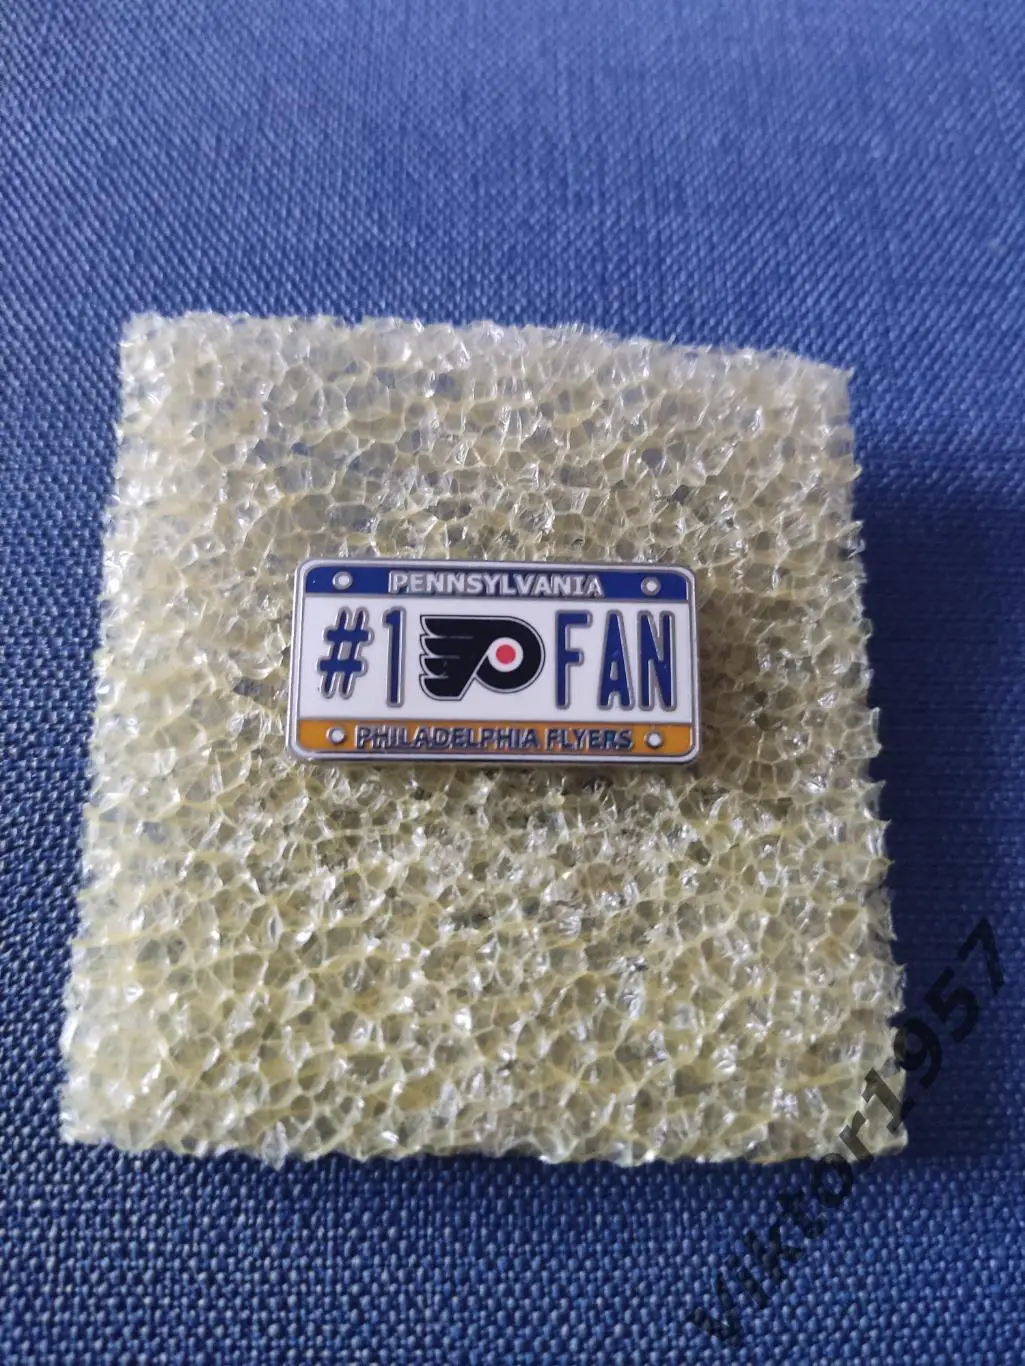 PENNSYLVANIA
#1 FAN
PHILADELPHIA FLYERS
viktor1957